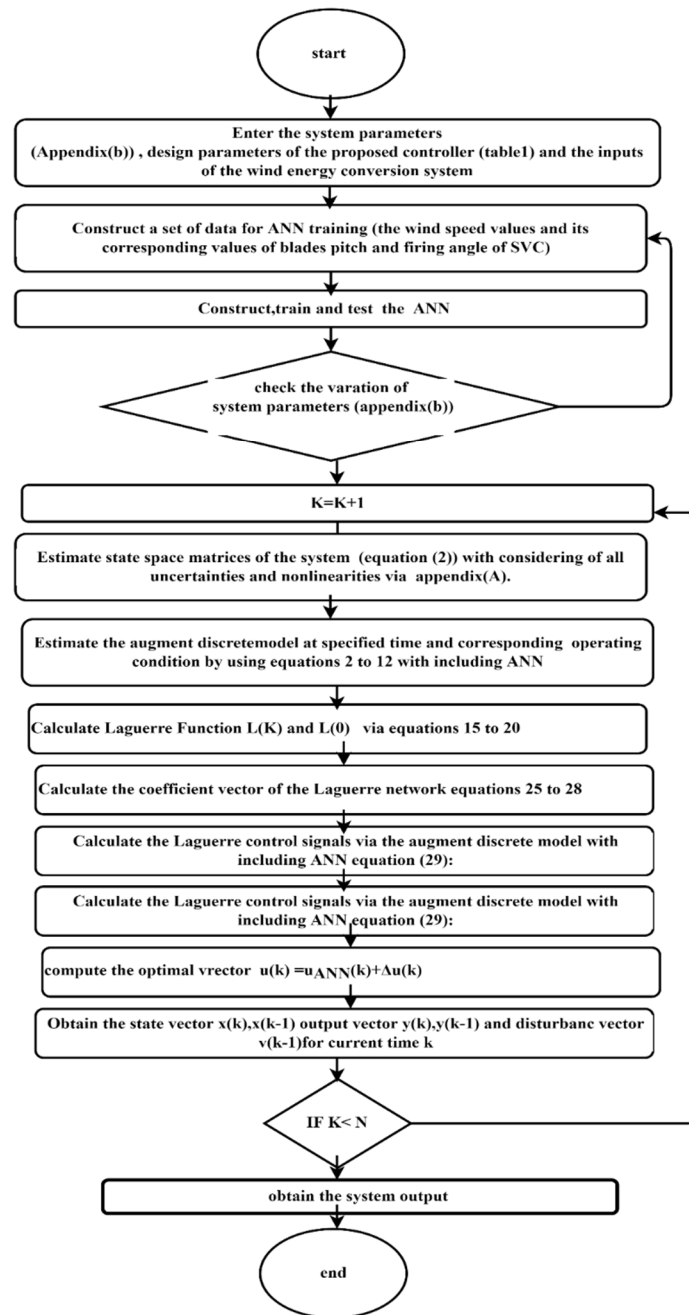 start
Enter the system parameters
(Appendix(b)) , design parameters of the proposed controller (table1) and the inputs
of the wind energy conversion system
Construct a set of data for ANN training (the wind speed values and its
corresponding values of blades pitch and firing angle of SVC)
Construct,train and test the ANN
check the varation of
system parameters (appendix(b))
K=K+1
Estimate state space matrices of the system (equation (2)) with considering of all
uncertainties and nonlinearities via appendix(A).
Estimate the augment discretemodel at specified time and corresponding operating
condition by using equations 2 to 12 with including ANN
Calculate Laguerre Function L(K) and L(0) via equations 15 to 20
Calculate the coefficient vector of the Laguerre network equations 25 to 28
Calculate the Laguerre control signals via the augment discrete model with
including ANN equation (29):
Calculate the Laguerre control signals via the augment discrete model with
including ANN equation (29):
compute the optimal vrector u(k) =uANN(k)+Δu(k)
Obtain the state vector x(k),x(k-1) output vector y(k),y(k-1) and disturbanc vector
v(k-1)for current time k
IF K< N
obtain the system output
end